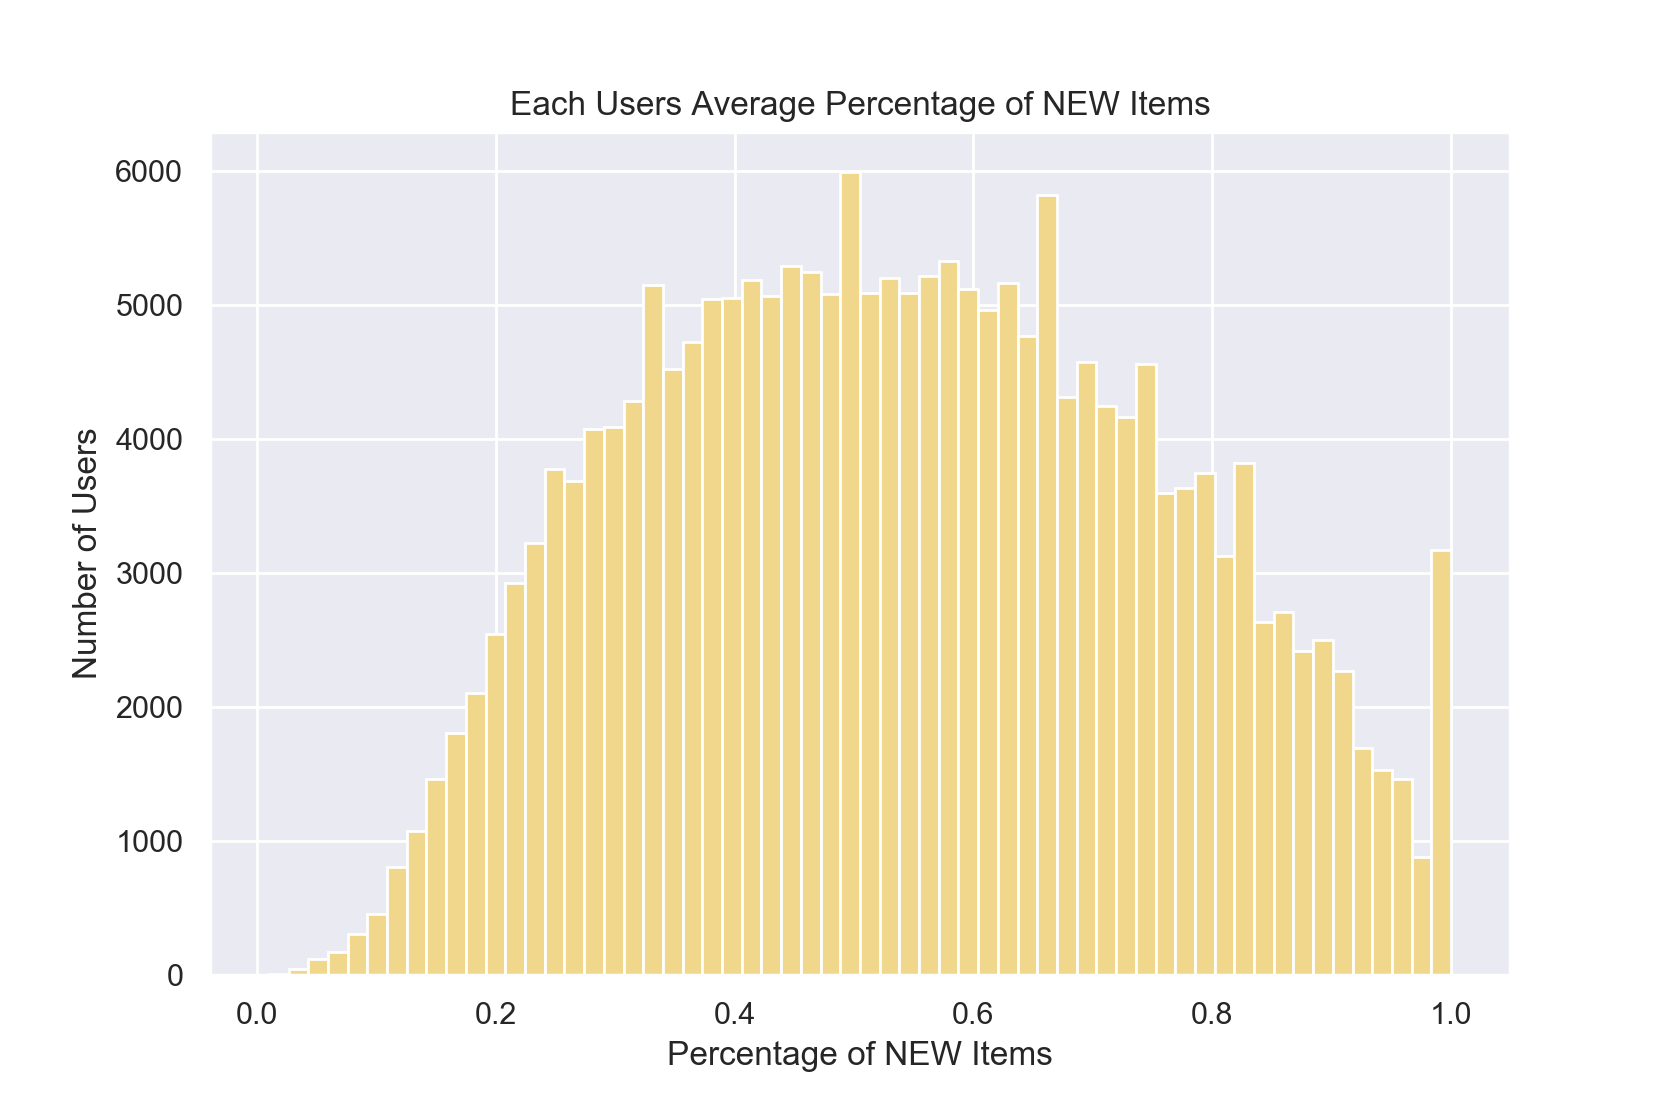 Each Users Average Percentage of NEW Items
6000
5000
4000
3000
2000
1000
0
Number of Users
0.0 0.2 0.4 0.6 0.8 1.0
Percentage of NEW Items